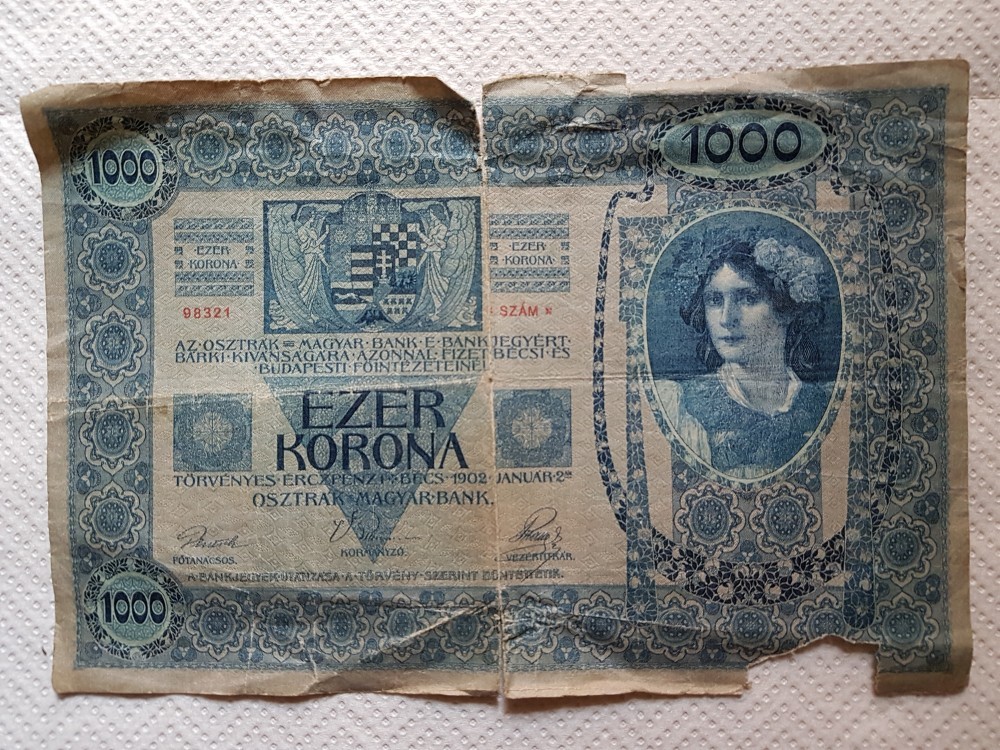 1000
1000
·EZER·
KORONA·
·EZER·
·KORONA·
98321
SZÁM
AZ·OSZTRÁK=MAGYAR·BANK·E·BANKJEGYÉRT·
BÁRKI·KIVÁNSÁGÁRA·AZONNAL·FIZET BÉCSI·ÉS
·BUDAPESTI·FŐINTÉZETEINÉL
EZER
KORONA
TÖRVÉNYES·ÉRCZPÉNZT·BÉCS·1902 JANUÁR·2ÁN
OSZTRÁK=MAGYAR·BANK.
FŐTANÁCSOS.
KORMÁNYZÓ.
VEZÉRTITKÁR.
A·BANKJEGYEK·UTÁNZÁSA·A·TÖRVÉNY·SZERINT BÜNTETTETIK.
1000